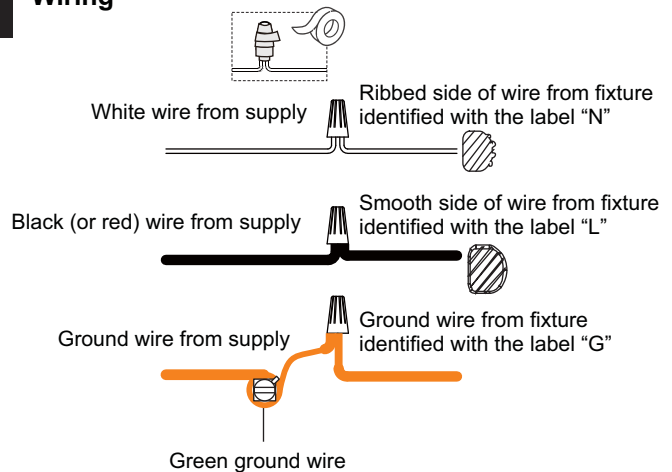 Wiring
White wire from supply
Ribbed side of wire from fixture
identified with the label “N”
Black (or red) wire from supply
Smooth side of wire from fixture
identified with the label “L”
Ground wire from supply
Ground wire from fixture
identified with the label “G”
Green ground wire